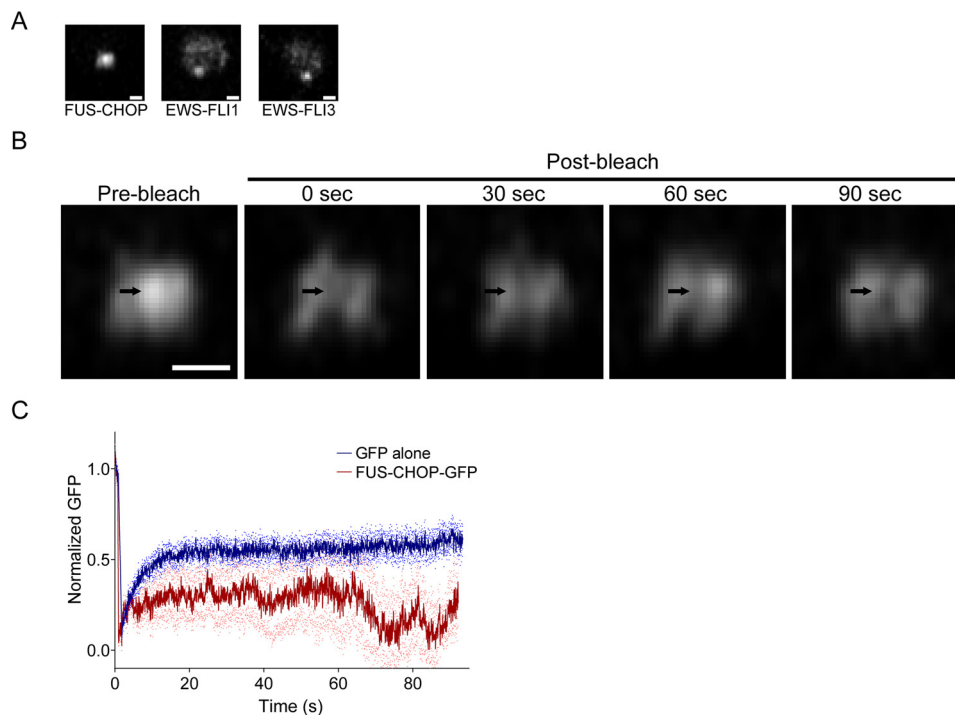 A
FUS-CHOP EWS-FLI1 EWS-FLI3
B
Post-bleach
Pre-bleach 0 sec 30 sec 60 sec 90 sec
C
GFP alone
FUS-CHOP-GFP
Normalized GFP
1.0
0.5
0.0
0 20 40 60 80
Time (s)